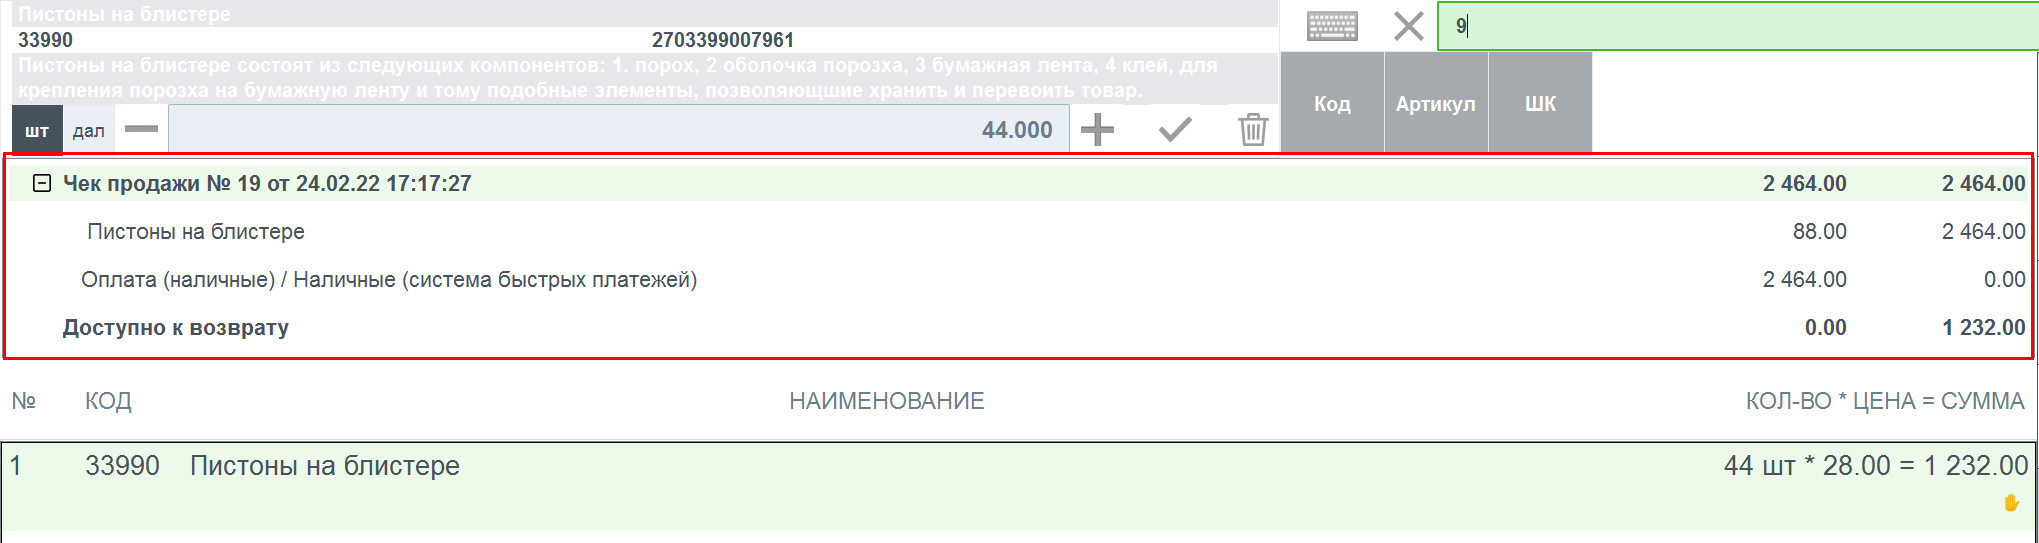 Пистоны на блистере
33990 2703399007961
Пистоны на блистере состоят из следующих компонентов: 1. порох, 2 оболочка порозха, 3 бумажная лента, 4 клей, для
крепления порозха на бумажную ленту и тому подобные элементы, позволяющшие хранить и перевоить товар.
шт дал 44.000
9
Код Артикул ШК
Чек продажи № 19 от 24.02.22 17:17:27 2 464.00 2 464.00
Пистоны на блистере 88.00 2 464.00
Оплата (наличные) / Наличные (система быстрых платежей) 2 464.00 0.00
Доступно к возврату 0.00 1 232.00
№ КОД НАИМЕНОВАНИЕ КОЛ-ВО * ЦЕНА = СУММА
1 33990 Пистоны на блистере 44 шт * 28.00 = 1 232.00